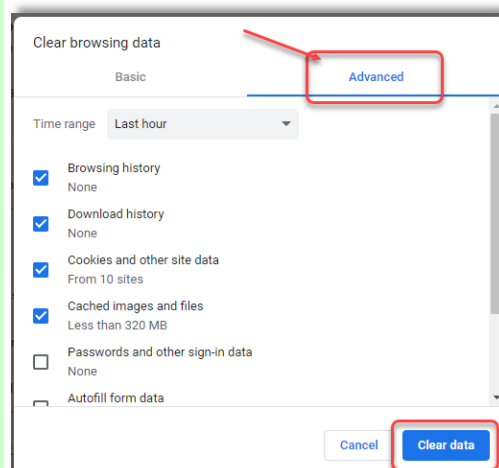 Clear browsing data
Basic
Advanced
Time range
Last hour
Browsing history
None
Download history
None
Cookies and other site data
From 10 sites
Cached images and files
Less than 320 MB
Passwords and other sign-in data
None
Autofill form data
Cancel
Clear data